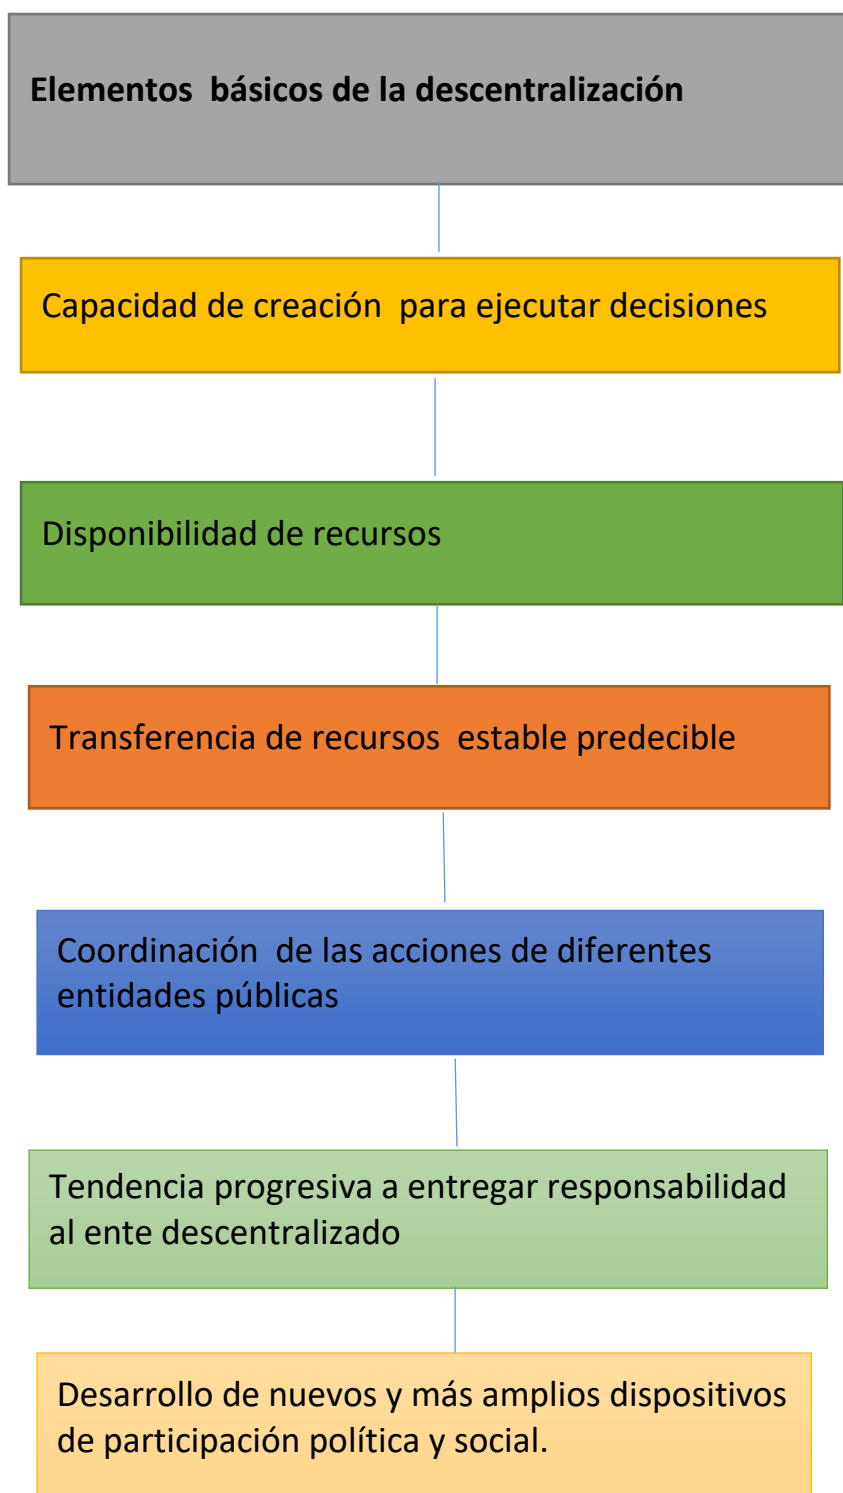 Elementos básicos de la descentralización
Capacidad de creación para ejecutar decisiones
Disponibilidad de recursos
Transferencia de recursos estable predecible
Coordinación de las acciones de diferentes
entidades públicas
Tendencia progresiva a entregar responsabilidad
al ente descentralizado
Desarrollo de nuevos y más amplios dispositivos
de participación política y social.